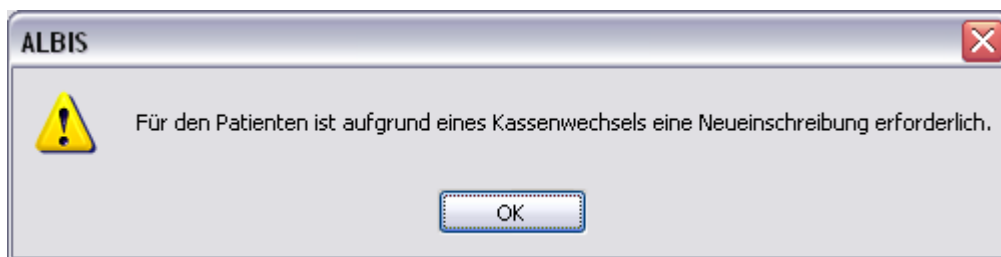 ALBIS
Für den Patienten ist aufgrund eines Kassenwechsels eine Neueinschreibung erforderlich.
OK